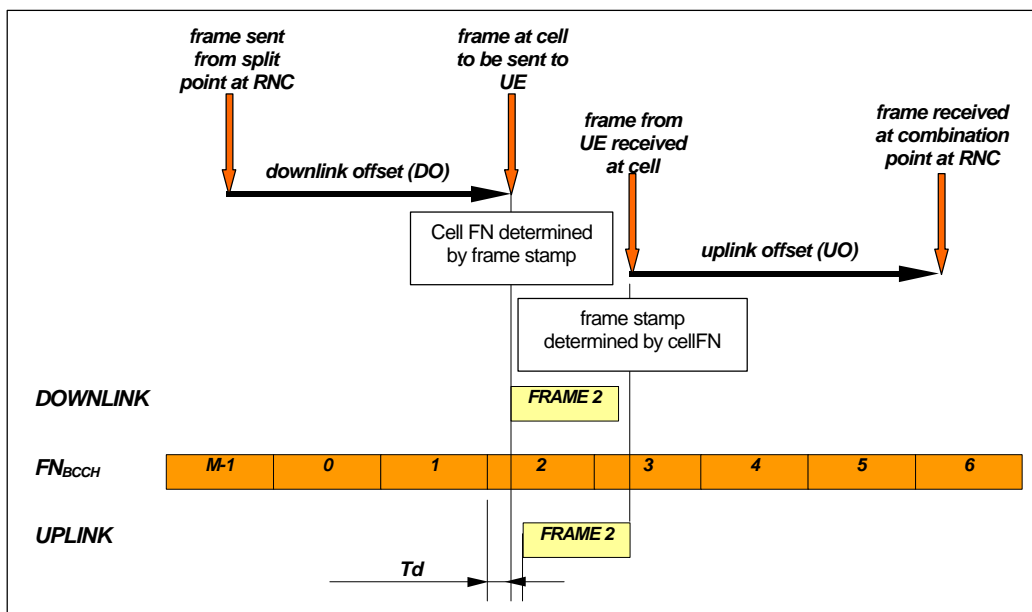 frame sent
from split
point at RNC
frame at cell
to be sent to
UE
frame from
UE received
at cell
frame received
at combination
point at RNC
downlink offset (DO)
Cell FN determined
by frame stamp
uplink offset (UO)
frame stamp
determined by cellFN
DOWNLINK
FRAME 2
FNBCCH
M-1 0 1 2 3 4 5 6
UPLINK
FRAME 2
Td